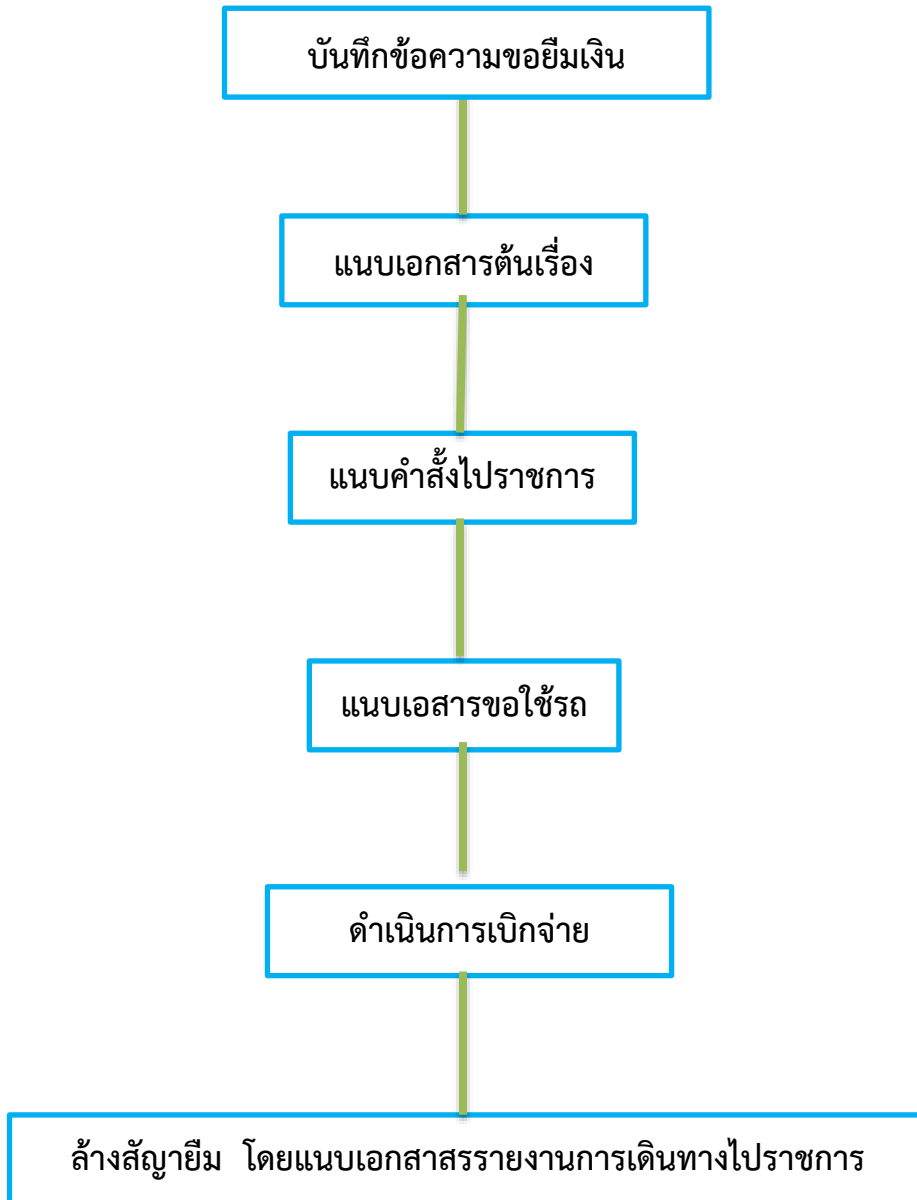 บันทึกข้อความขอยืมเงิน
แนบเอกสารต้นเรื่อง
แนบคำสั้งไปราชการ
แนบเอสารขอใช้รถ
ดำเนินการเบิกจ่าย
ล้างสัญายืม โดยแนบเอกสาสรรายงานการเดินทางไปราชการ